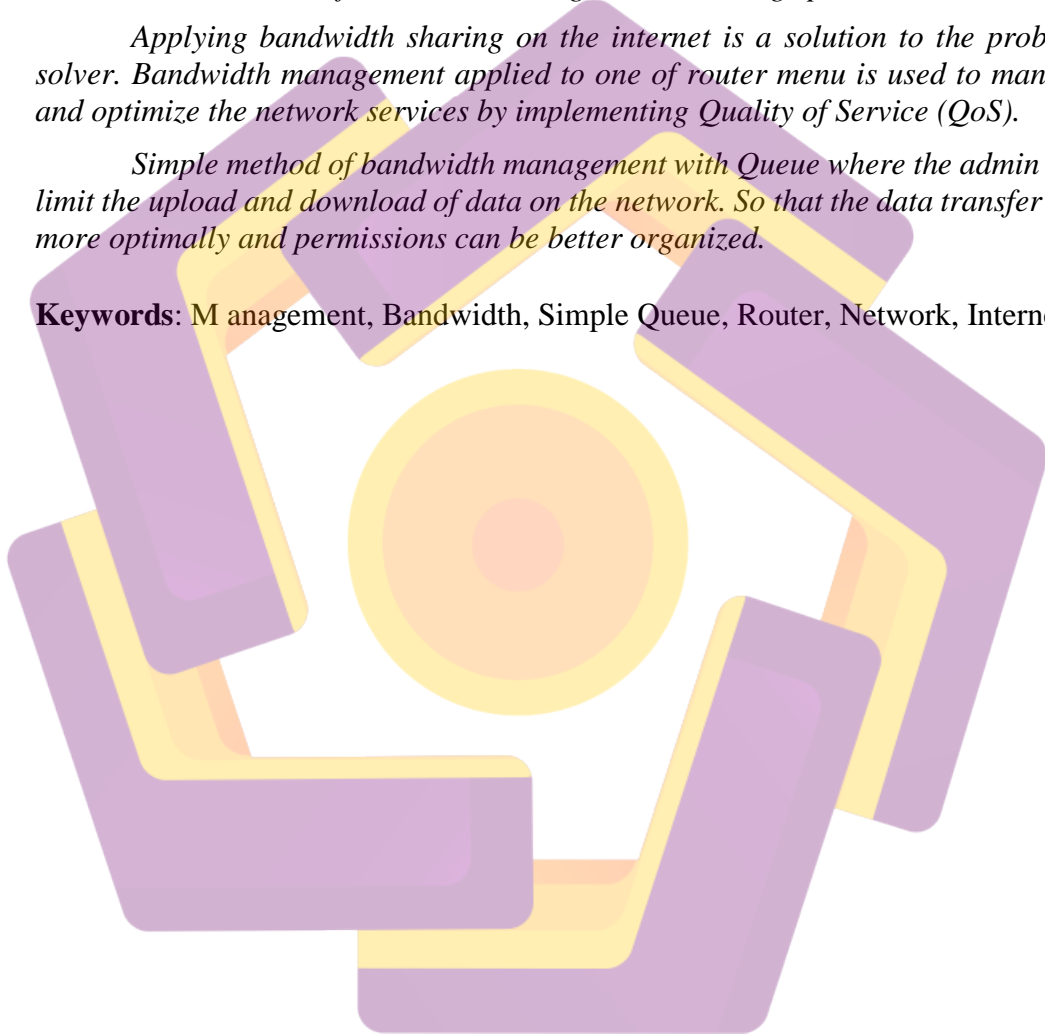 Applying bandwidth sharing on the internet is a solution to the prob
solver. Bandwidth management applied to one of router menu is used to man
and optimize the network services by implementing Quality of Service (QoS).
Simple method of bandwidth management with Queue where the admin
limit the upload and download of data on the network. So that the data transfer
more optimally and permissions can be better organized.
Keywords: M anagement, Bandwidth, Simple Queue, Router, Network, Intern